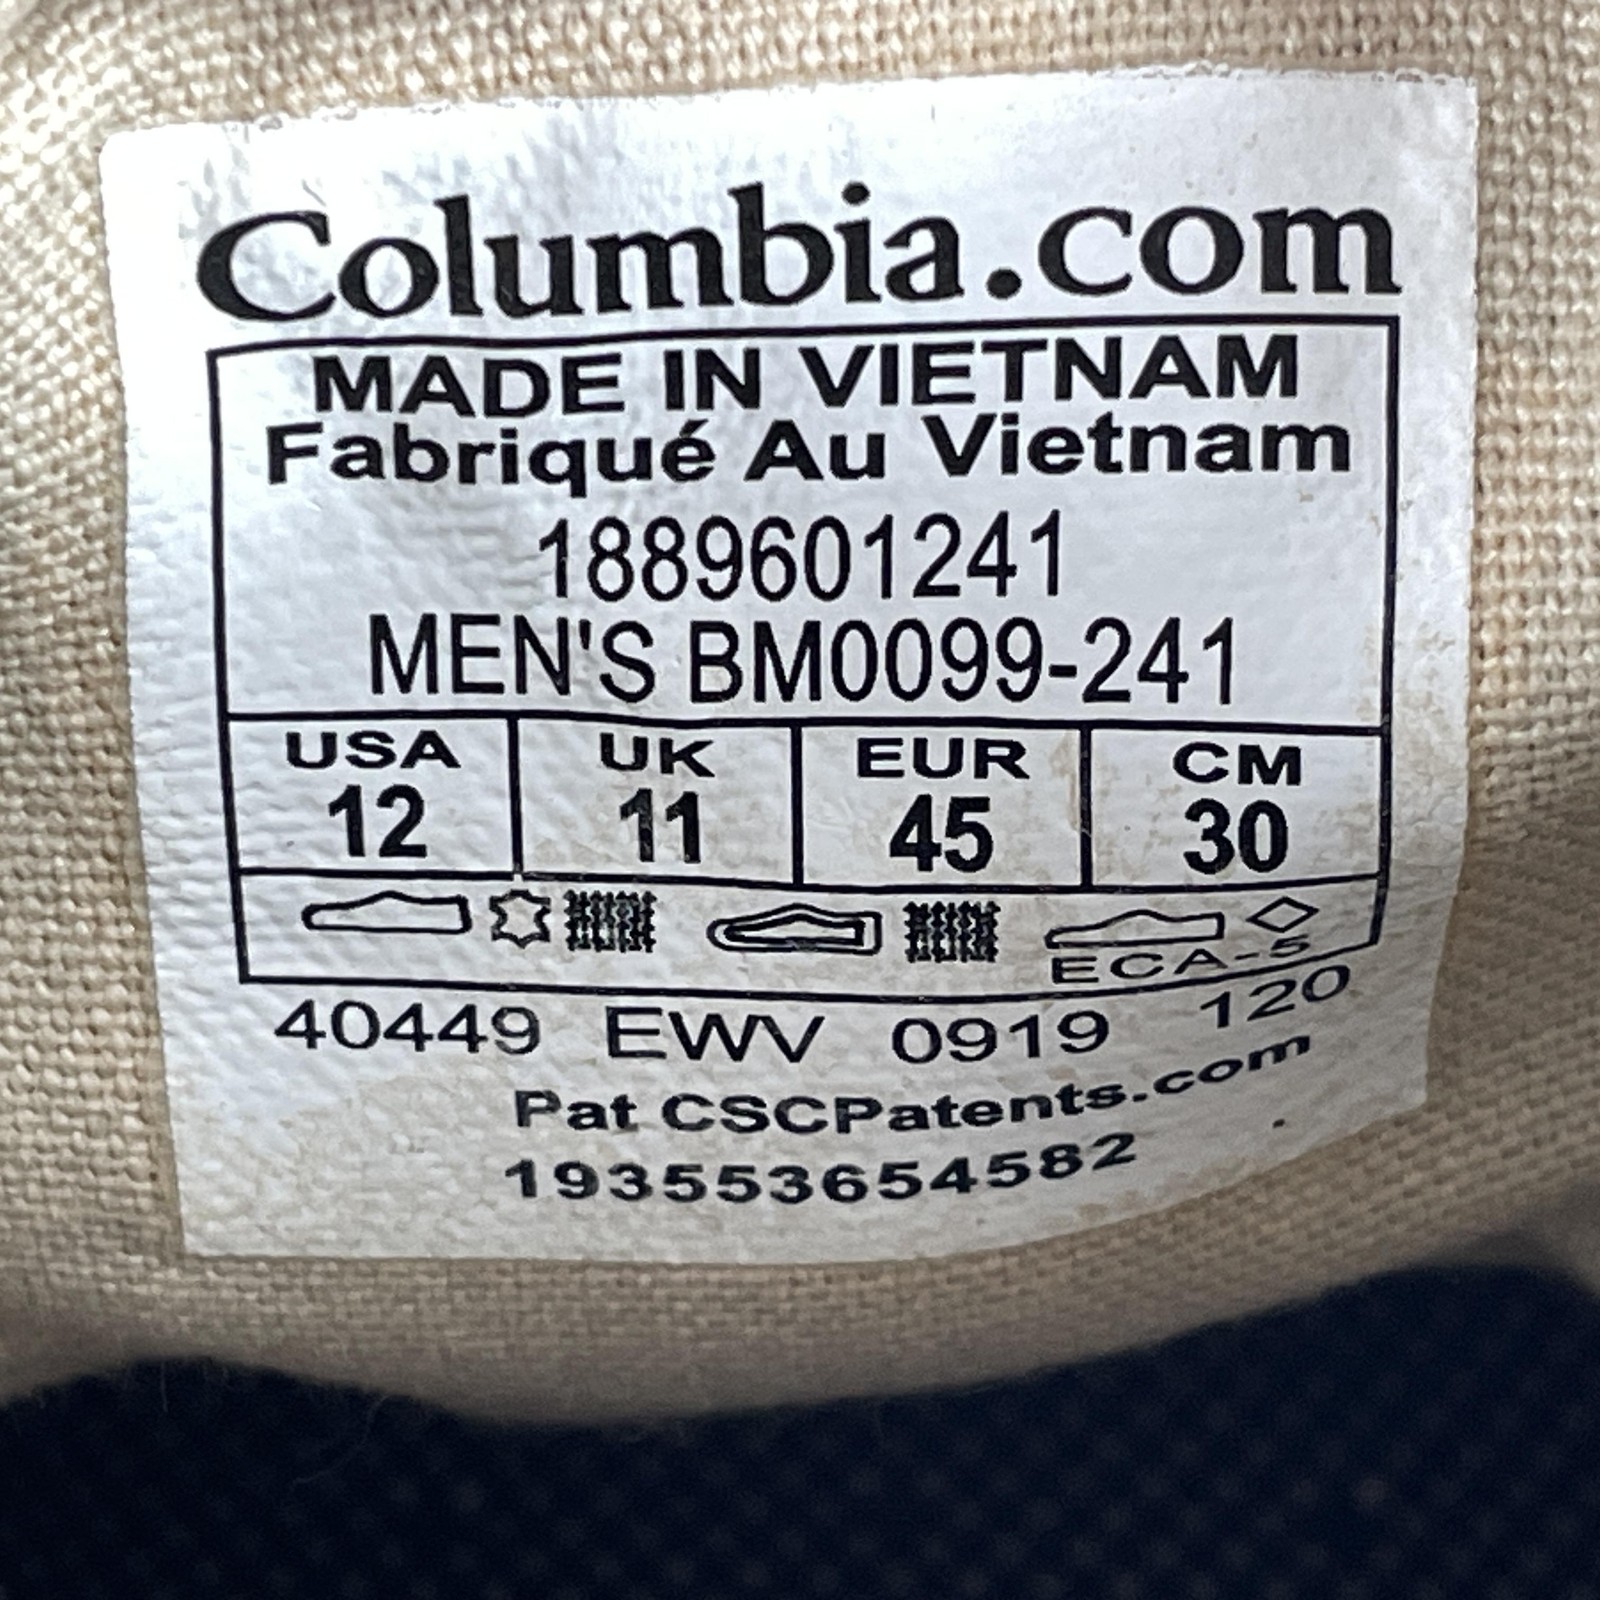 Columbia.com
MADE IN VIETNAM
Fabriqué Au Vietnam
1889601241
MEN'S BM0099-241
USA UK EUR CM
12 11 45 30
ECA-5
40449 EWV 0919 120
Pat CSCPatents.com
193553654582